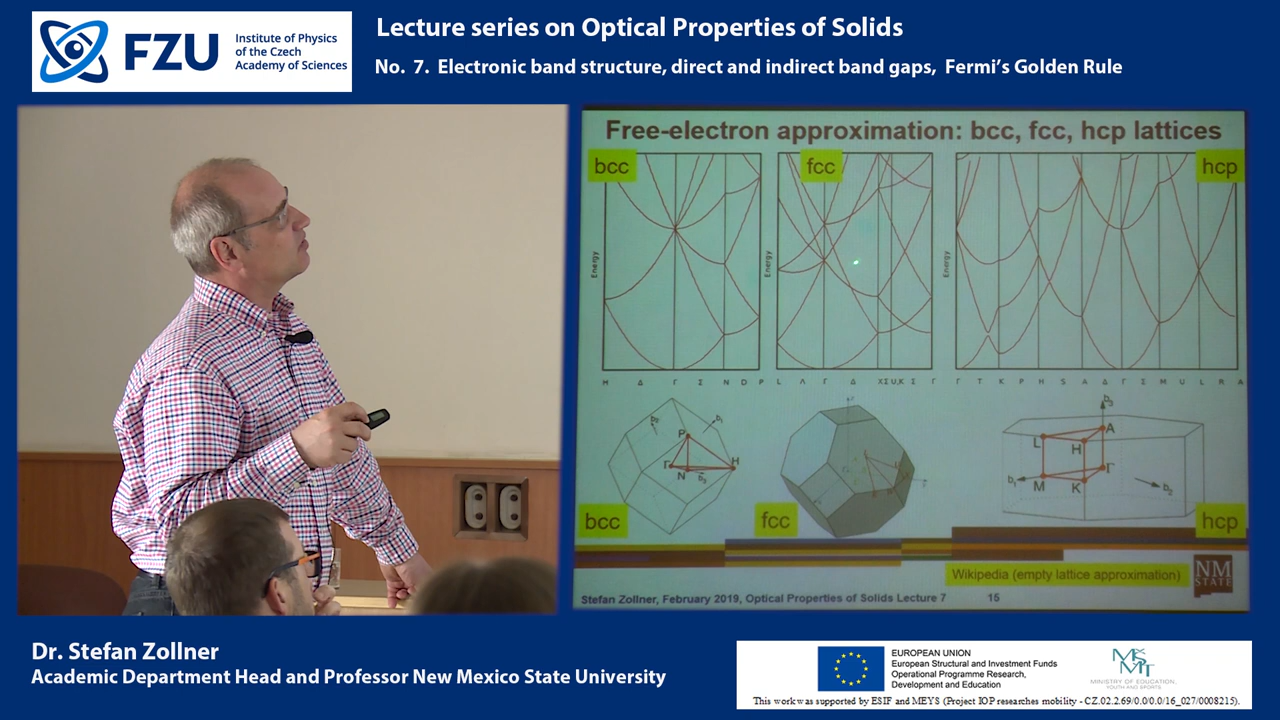 FZU
Institute of Physics
of the Czech
Academy of Sciences
Lecture series on Optical Properties of Solids
No. 7. Electronic band structure, direct and indirect band gaps, Fermi's Golden Rule
Free-electron approximation: bcc, fcc, hcp lattices
bcc
fcc
hcp
Energy
Energy
Energy
H Δ Γ Σ N D P
L Λ Γ Δ X Σ U,K Σ Γ
Γ T K P H S A Δ Γ Σ M U L R A
P
Γ
H
N
b₃
b₁
b₃
A
L
H
Γ
M
K
b₁
b₂
bcc
fcc
hcp
Wikipedia (empty lattice approximation)
NM
STATE
Stefan Zollner, February 2019, Optical Properties of Solids Lecture 7
15
Dr. Stefan Zollner
Academic Department Head and Professor New Mexico State University
EUROPEAN UNION
European Structural and Investment Funds
Operational Programme Research,
Development and Education
MINISTRY OF EDUCATION,
YOUTH AND SPORTS
This work was supported by ESIF and MEYS (Project IOP researches mobility - CZ.02.2.69/0.0/0.0/16_027/0008215).